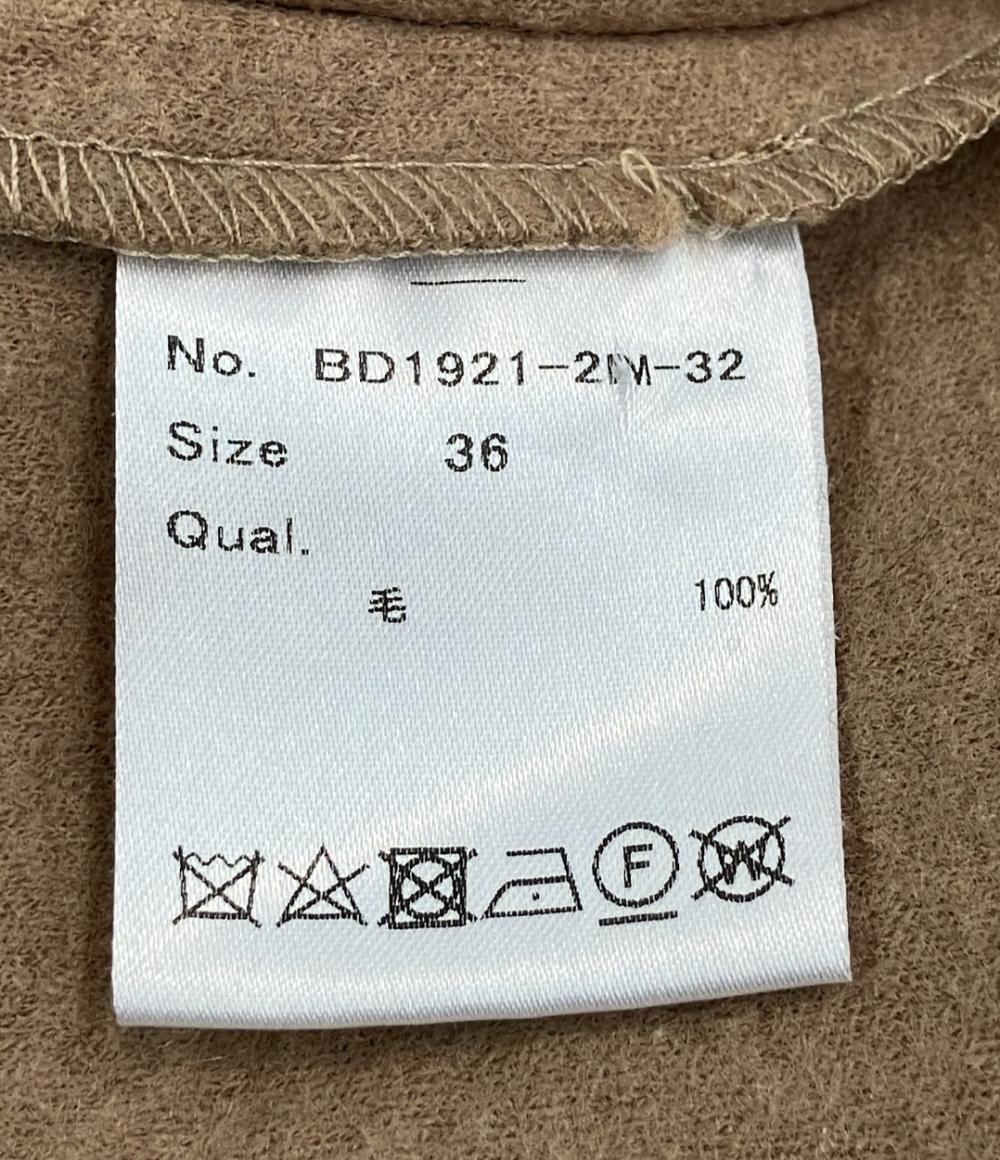 No. BD1921-2M-32
Size 36
Qual.
毛 100%
F
W